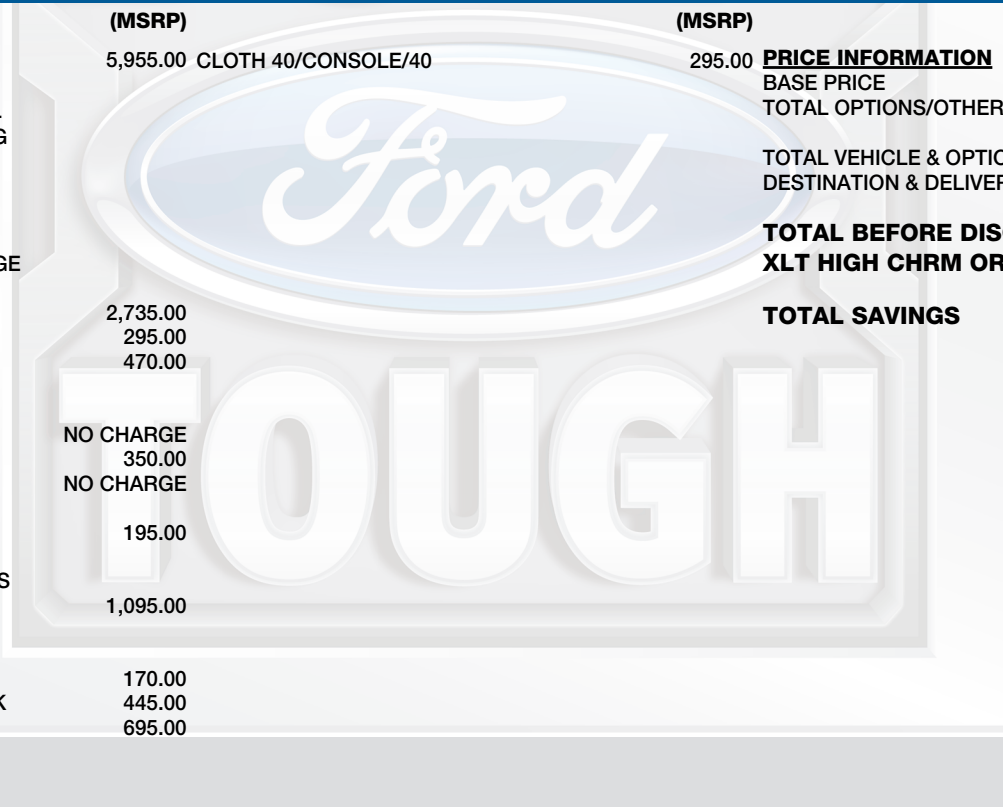 (MSRP)
(MSRP)
5,955.00 CLOTH 40/CONSOLE/40
295.00
G
GE
2,735.00
295.00
470.00
NO CHARGE
350.00
NO CHARGE
195.00
S
1,095.00
170.00
K
445.00
695.00
PRICE INFORMATION
BASE PRICE
TOTAL OPTIONS/OTHER
TOTAL VEHICLE & OPTIO
DESTINATION & DELIVER
TOTAL BEFORE DIS
XLT HIGH CHRM OR
TOTAL SAVINGS
Ford
TOUGH